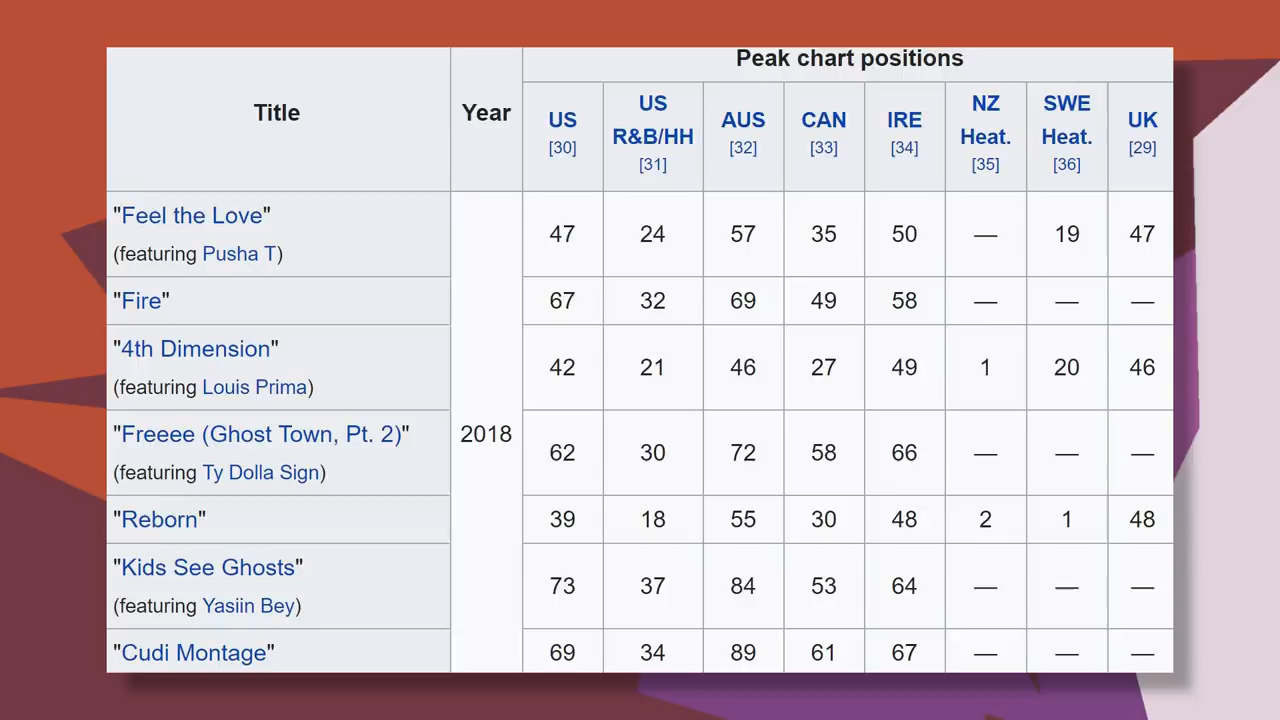 Peak chart positions
Title Year US [30] US R&B/HH [31] AUS [32] CAN [33] IRE [34] NZ Heat. [35] SWE Heat. [36] UK [29]
"Feel the Love" (featuring Pusha T) 47 24 57 35 50 — 19 47
"Fire" 67 32 69 49 58 — — —
"4th Dimension" (featuring Louis Prima) 42 21 46 27 49 1 20 46
"Freeee (Ghost Town, Pt. 2)" (featuring Ty Dolla Sign) 2018 62 30 72 58 66 — — —
"Reborn" 39 18 55 30 48 2 1 48
"Kids See Ghosts" (featuring Yasiin Bey) 73 37 84 53 64 — — —
"Cudi Montage" 69 34 89 61 67 — — —